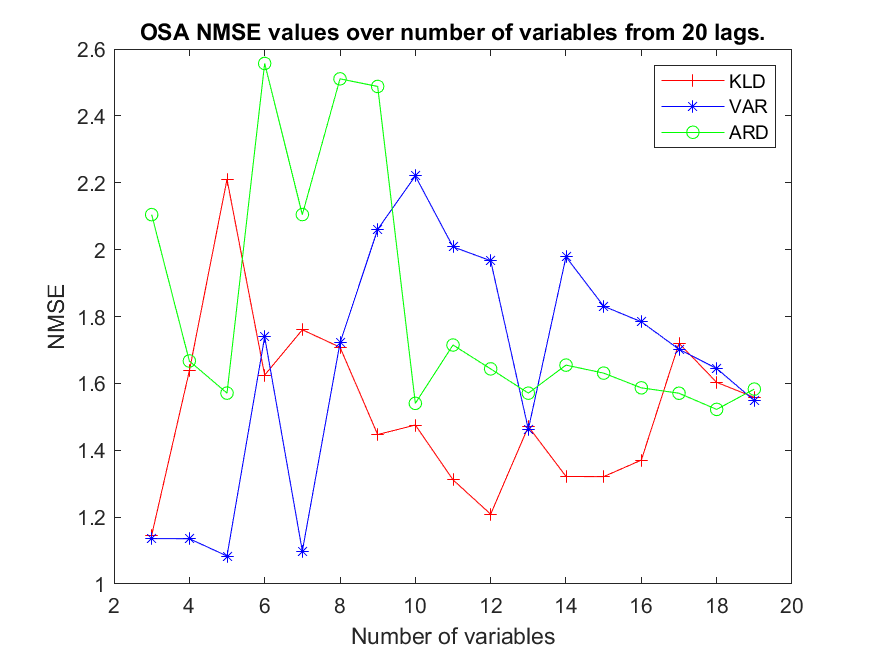 OSA NMSE values over number of variables from 20 lags.
2.6
2.4
2.2
2
1.8
1.6
1.4
1.2
1
NMSE
KLD
VAR
ARD
2 4 6 8 10 12 14 16 18 20
Number of variables